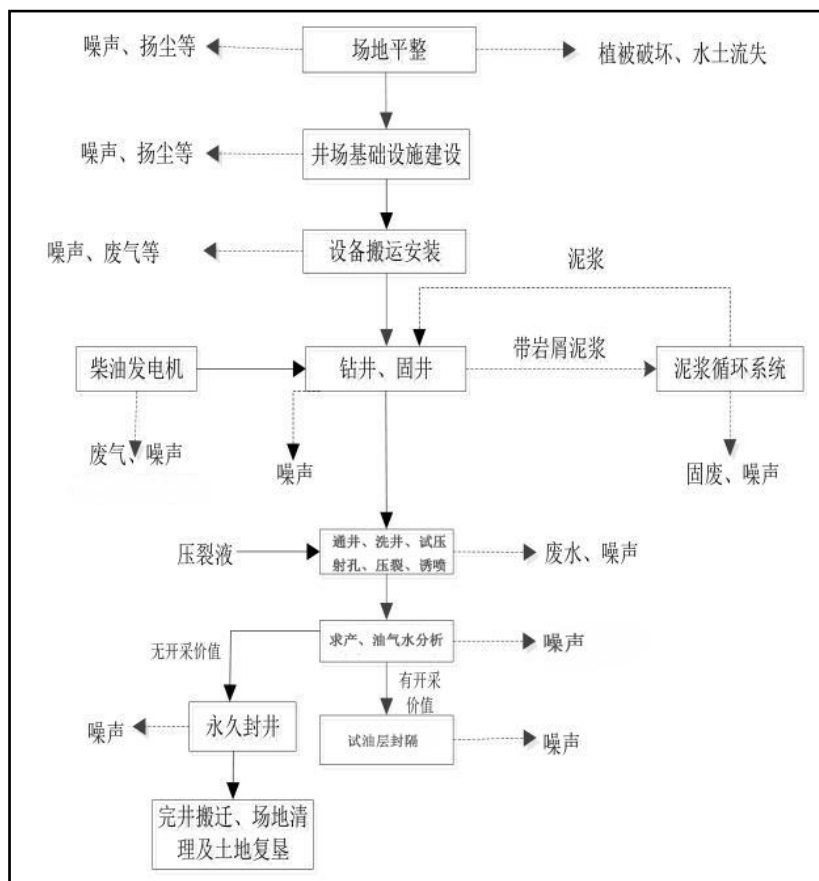 噪声、扬尘等
场地平整
植被破坏、水土流失
噪声、扬尘等
井场基础设施建设
噪声、废气等
设备搬运安装
泥浆
柴油发电机
钻井、固井
带岩屑泥浆
泥浆循环系统
废气、噪声
噪声
固废、噪声
压裂液
通井、洗井、试压
射孔、压裂、诱喷
废水、噪声
无开采价值
求产、油气水分析
噪声
有开采
价值
噪声
永久封井
试油层封隔
噪声
完井搬迁、场地清
理及土地复垦